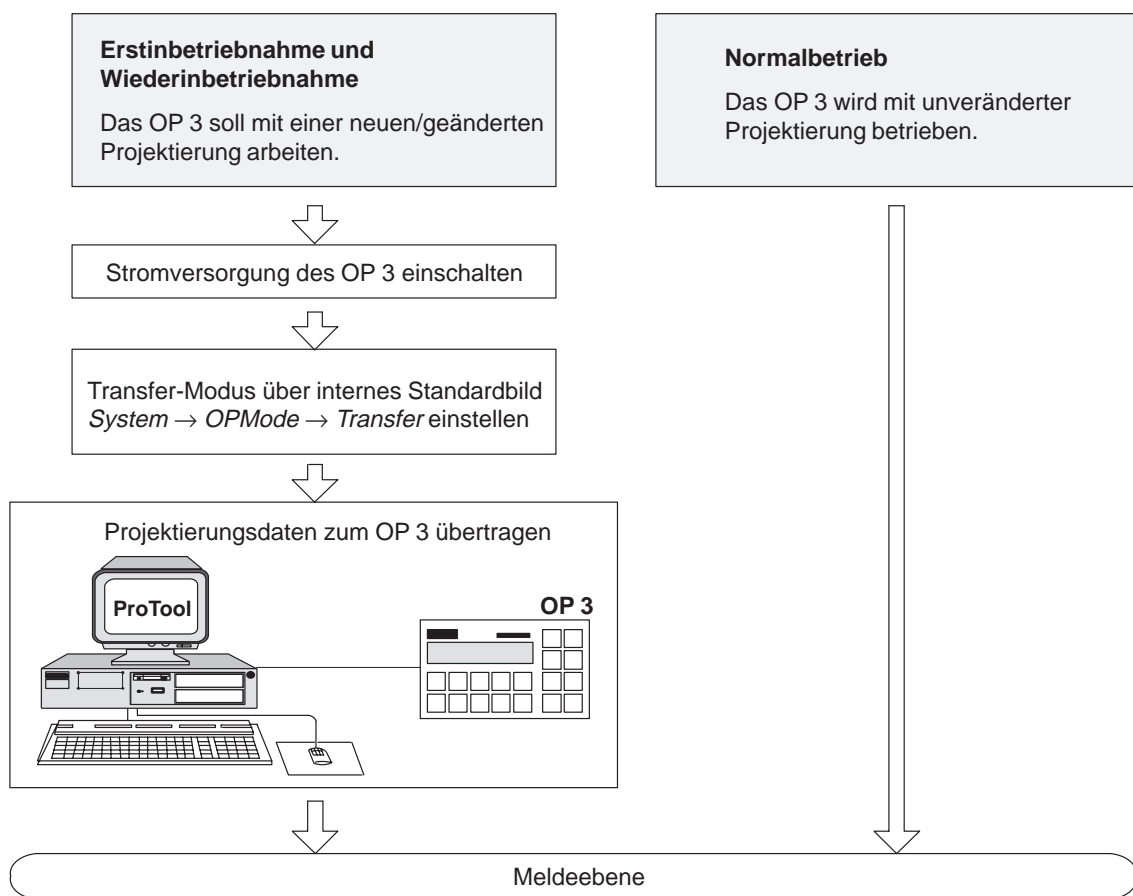 Erstinbetriebnahme und
Wiederinbetriebnahme
Das OP 3 soll mit einer neuen/geänderten
Projektierung arbeiten.
Normalbetrieb
Das OP 3 wird mit unveränderter
Projektierung betrieben.
Stromversorgung des OP 3 einschalten
Transfer-Modus über internes Standardbild
System → OPMode → Transfer einstellen
Projektierungsdaten zum OP 3 übertragen
ProTool
OP 3
Meldeebene